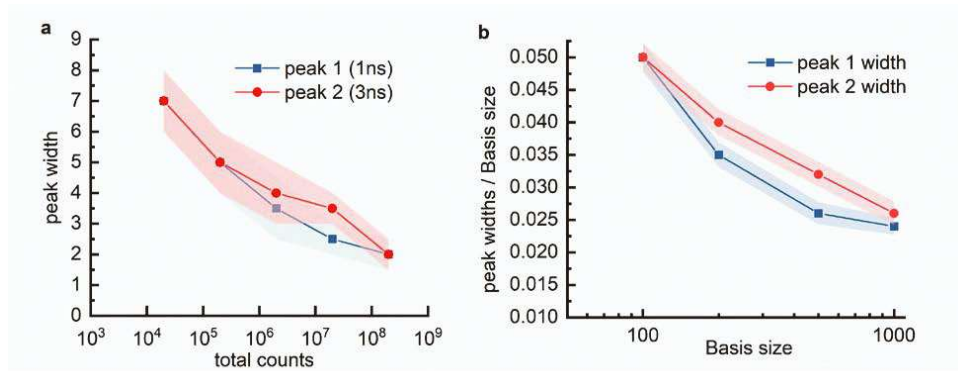 a
9
8
7
6
5
4
3
2
1
0
peak width
peak 1 (1ns)
peak 2 (3ns)
10³ 10⁴ 10⁵ 10⁶ 10⁷ 10⁸ 10⁹
total counts
b
0.050
0.045
0.040
0.035
0.030
0.025
0.020
0.015
0.010
peak widths / Basis size
peak 1 width
peak 2 width
100 1000
Basis size